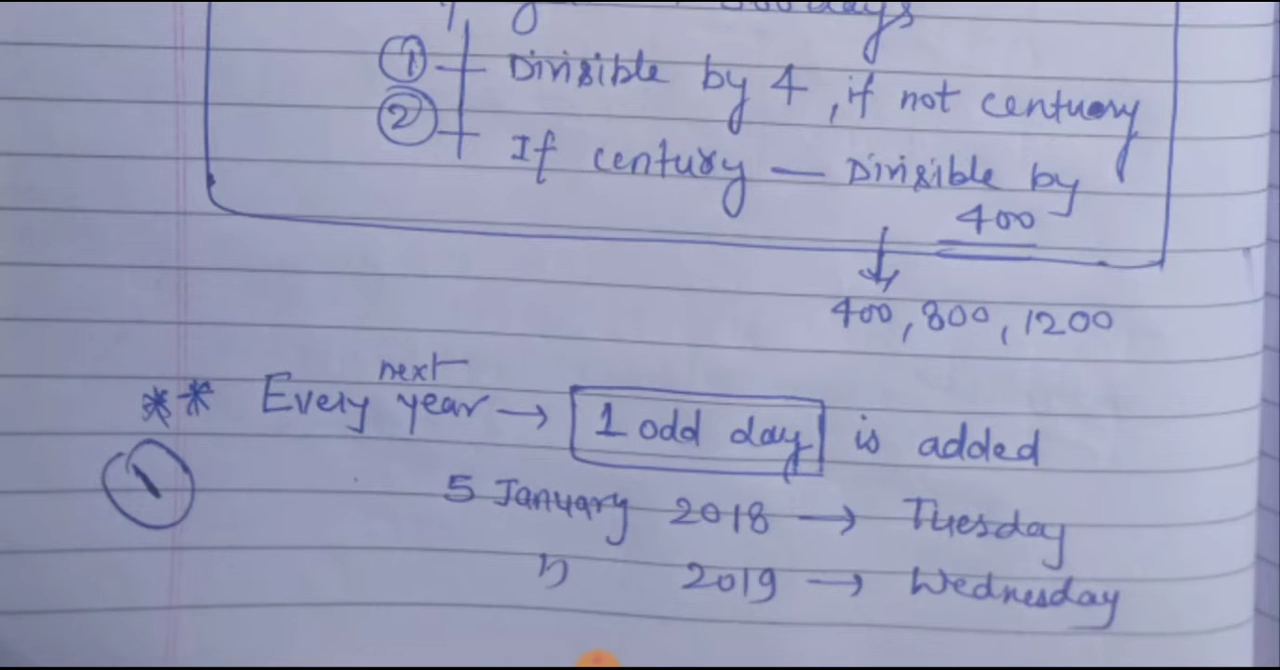 ① Divisible by 4, if not centuary
② If century — Divisible by
400
↓
400, 800, 1200
next
** Every year → 1 odd day is added
①
5 January 2018 → Tuesday
" 2019 → Wednesday